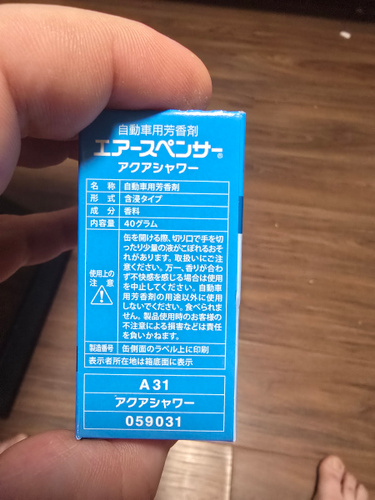 自動車用芳香剤
エアースペンサー®
アクアシャワー
名 称 自動車用芳香剤
形 式 含浸タイプ
成 分 香料
内容量 40グラム
使用上の
注 意
缶を開ける際、切り口で手を切
ったり少量の液がこぼれるおそ
れがあります。取扱いにご注
意ください。万一、香りが合わ
ず不快感を感じる場合は使用
を中止してください。自動車
用芳香剤の用途以外に使用
しないでください。食べられませ
ん。製品使用時のお客様の
不注意による損害などは責任
を負いかねます。
製造番号 缶側面のラベル上に印刷
表示者所在地は箱底面に表示
A31
アクアシャワー
059031